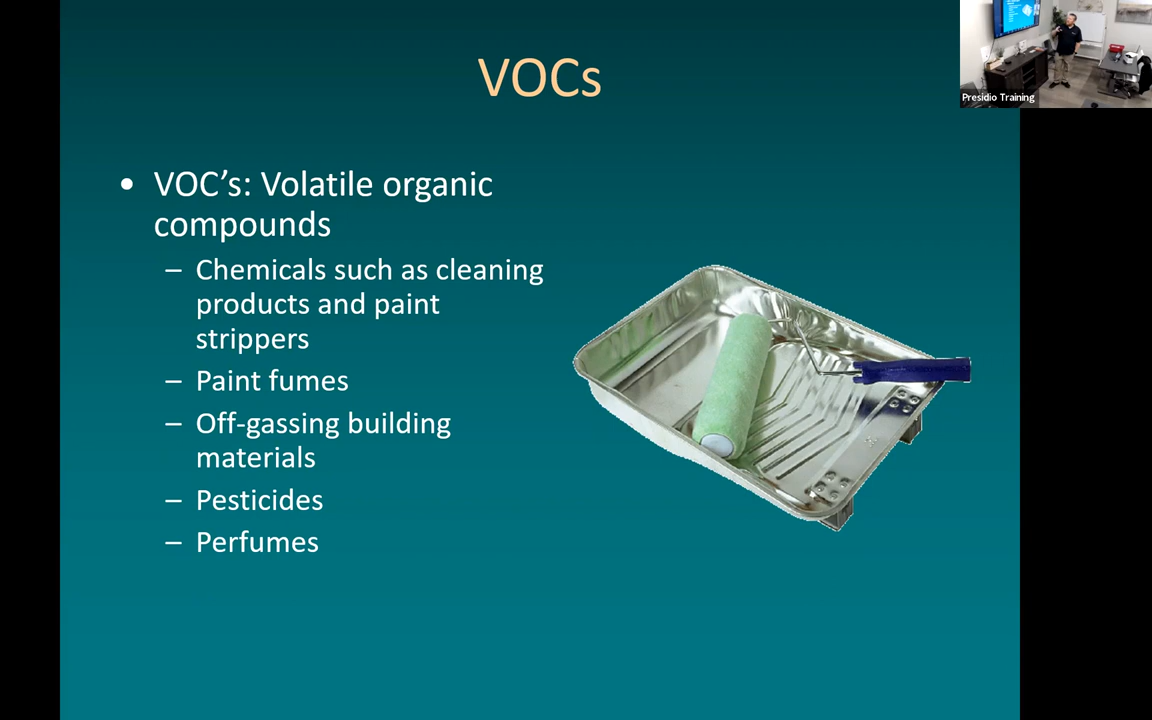 VOCs
• VOC’s: Volatile organic
compounds
– Chemicals such as cleaning
products and paint
strippers
– Paint fumes
– Off-gassing building
materials
– Pesticides
– Perfumes
Presidio Training